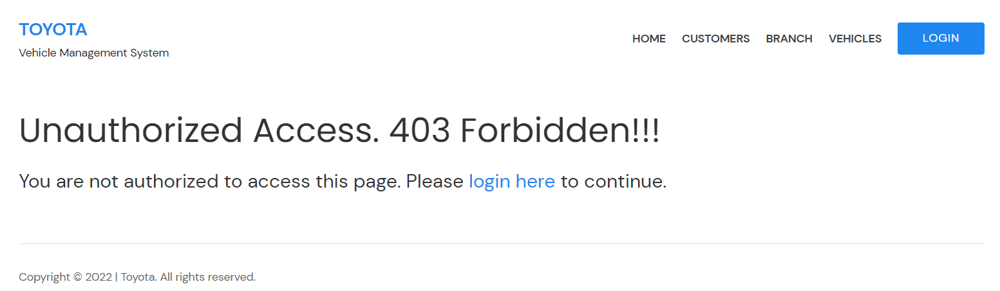 TOYOTA
Vehicle Management System
HOME CUSTOMERS BRANCH VEHICLES LOGIN
Unauthorized Access. 403 Forbidden!!!
You are not authorized to access this page. Please login here to continue.
Copyright © 2022 | Toyota. All rights reserved.